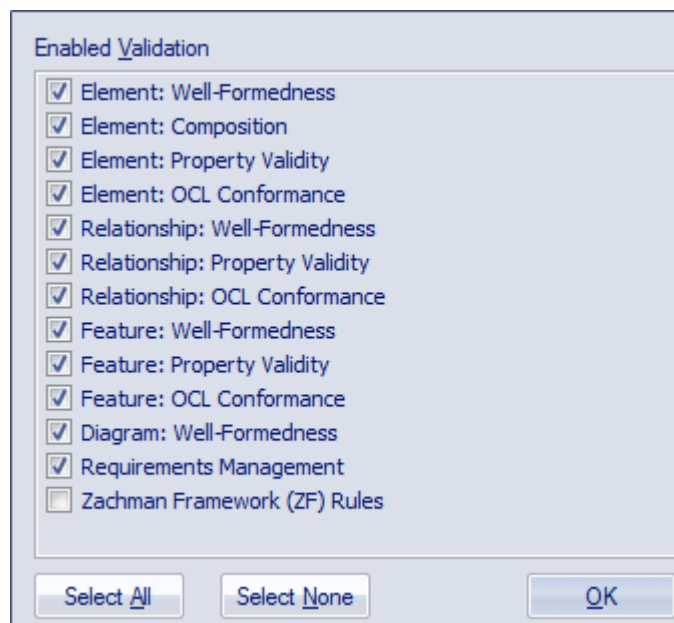 Enabled Validation
Element: Well-Formedness
Element: Composition
Element: Property Validity
Element: OCL Conformance
Relationship: Well-Formedness
Relationship: Property Validity
Relationship: OCL Conformance
Feature: Well-Formedness
Feature: Property Validity
Feature: OCL Conformance
Diagram: Well-Formedness
Requirements Management
Zachman Framework (ZF) Rules
Select All Select None OK